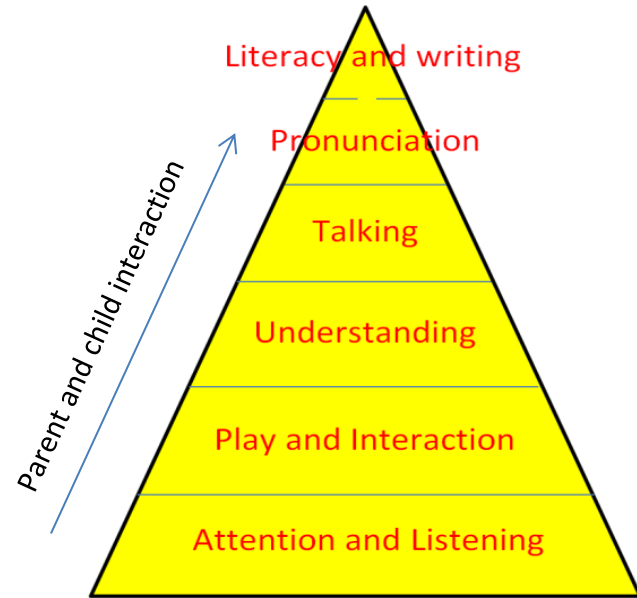 Literacy and writing
Pronunciation
Talking
Understanding
Play and Interaction
Attention and Listening
Parent and child interaction